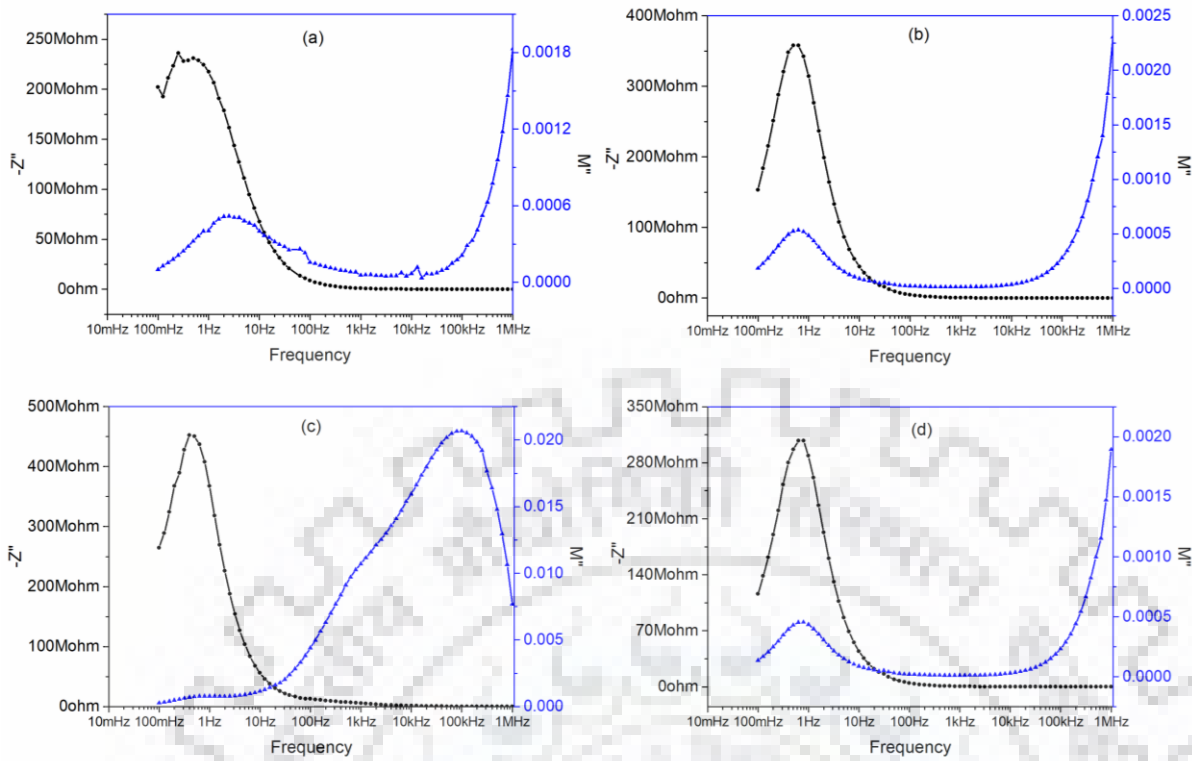 (a)
250Mohm
200Mohm
150Mohm
100Mohm
50Mohm
0ohm
-Z"
0.0018
0.0012
0.0006
0.0000
M"
10mHz 100mHz 1Hz 10Hz 100Hz 1kHz 10kHz 100kHz 1MHz
Frequency
(b)
400Mohm
300Mohm
200Mohm
100Mohm
0ohm
-Z"
0.0025
0.0020
0.0015
0.0010
0.0005
0.0000
M"
10mHz 100mHz 1Hz 10Hz 100Hz 1kHz 10kHz 100kHz 1MHz
Frequency
(c)
500Mohm
400Mohm
300Mohm
200Mohm
100Mohm
0ohm
-Z"
0.020
0.015
0.010
0.005
0.000
M"
10mHz 100mHz 1Hz 10Hz 100Hz 1kHz 10kHz 100kHz 1MHz
Frequency
(d)
350Mohm
280Mohm
210Mohm
140Mohm
70Mohm
0ohm
-Z"
0.0020
0.0015
0.0010
0.0005
0.0000
M"
10mHz 100mHz 1Hz 10Hz 100Hz 1kHz 10kHz 100kHz 1MHz
Frequency